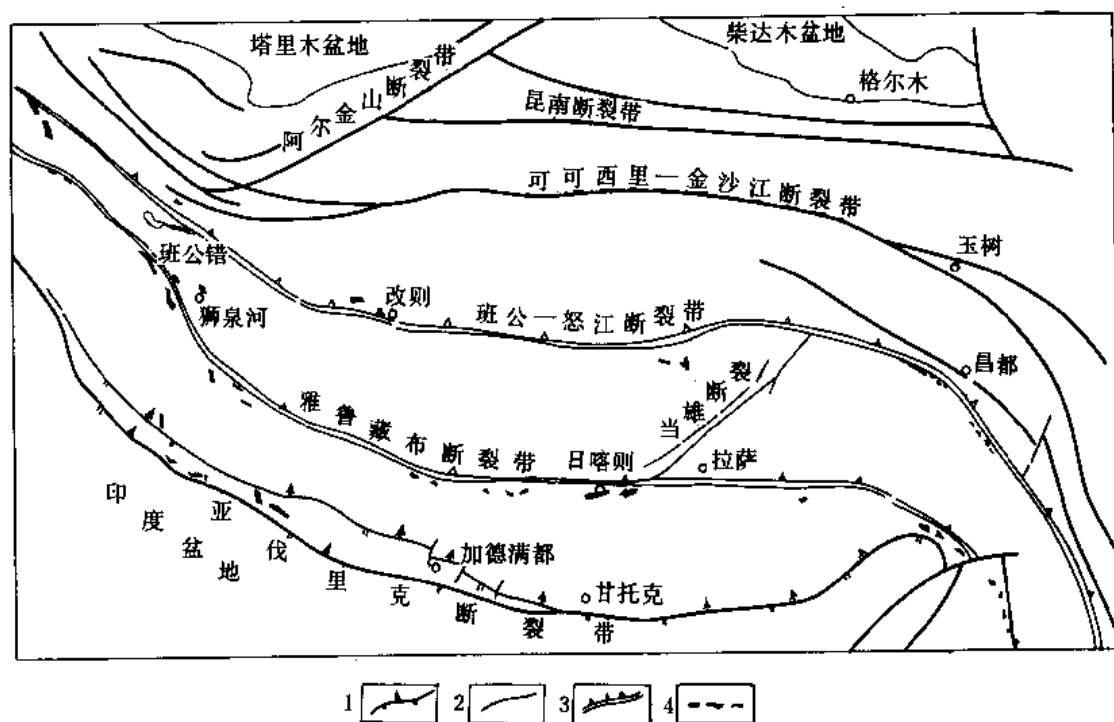 塔里木盆地
柴达木盆地
格尔木
阿尔金山断裂带
昆南断裂带
可可西里—金沙江断裂带
玉树
班公错
狮泉河
改则
班公—怒江断裂带
昌都
当雄断裂
雅鲁藏布断裂带
日喀则
拉萨
印度盆地
亚伐里克断裂带
加德满都
甘托克
1
2
3
4